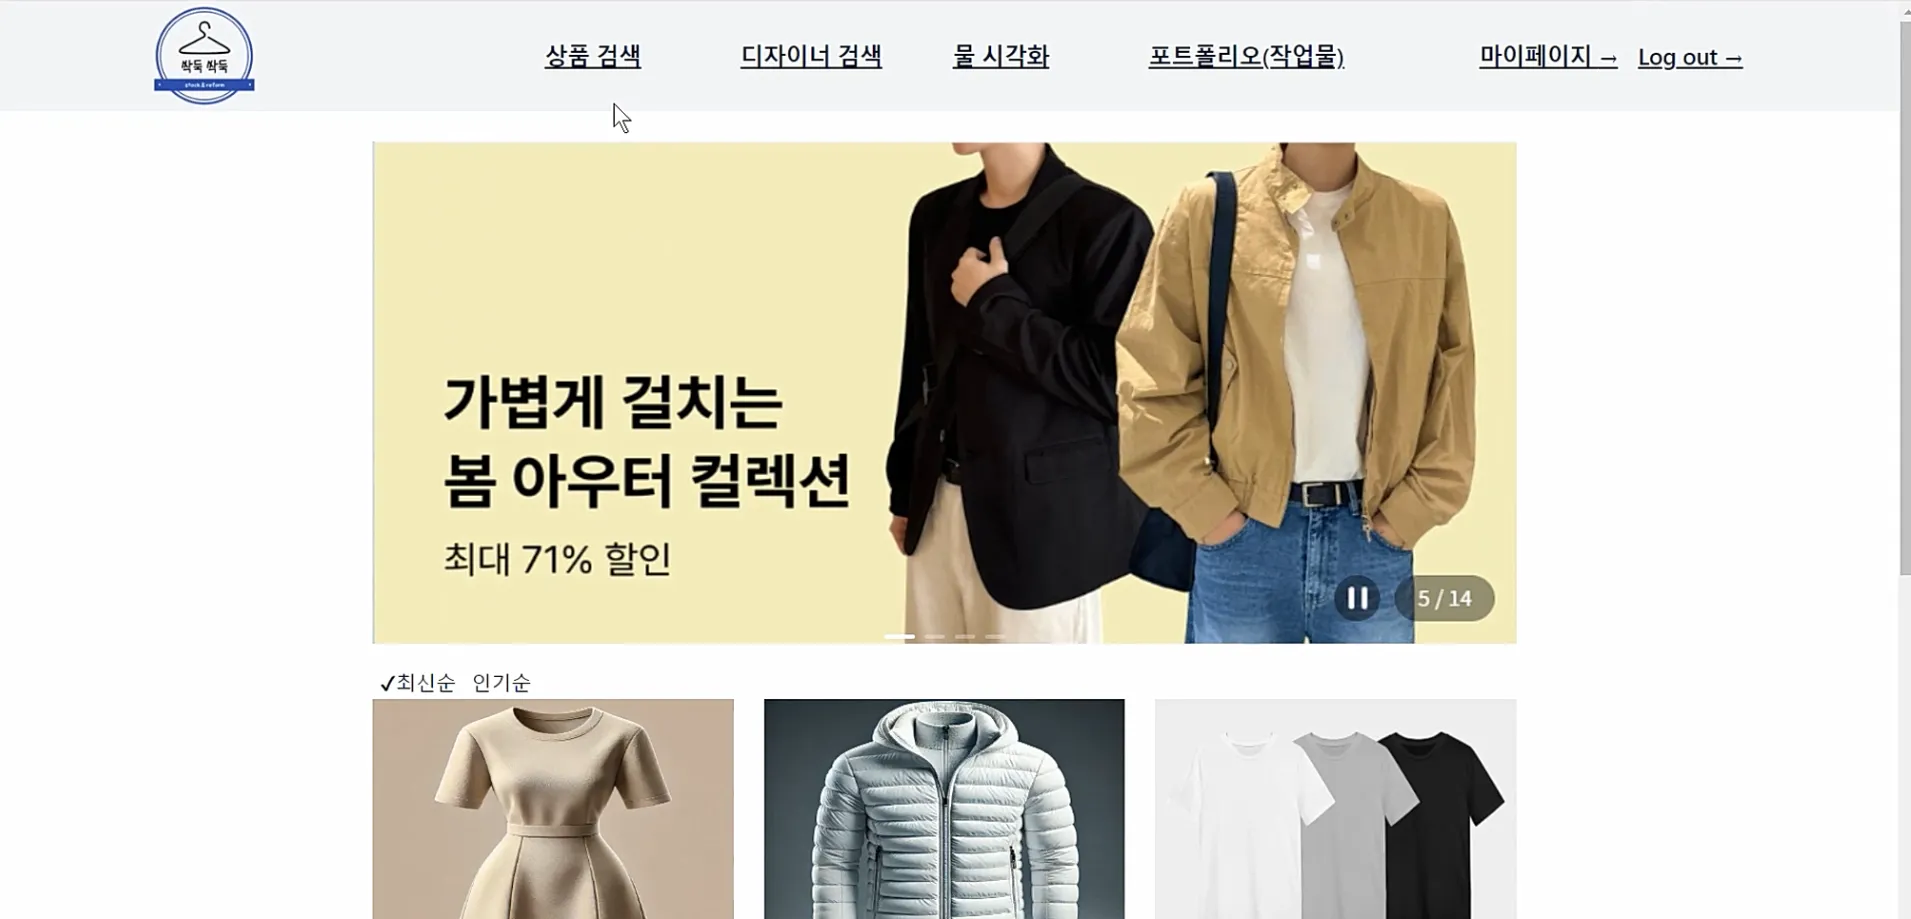 싹둑 싹둑
stock & reform
상품 검색
디자이너 검색
물 시각화
포트폴리오(작업물)
마이페이지 →
Log out →
가볍게 걸치는
봄 아우터 컬렉션
최대 71% 할인
5 / 14
✓최신순 인기순